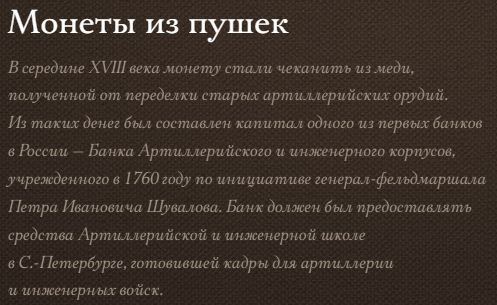 Монеты из пушек
В середине XVIII века монету стали чеканить из меди,
полученной от переделки старых артиллерийских орудий.
Из таких денег был составлен капитал одного из первых банков
в России – Банка Артиллерийского и инженерного корпусов,
учрежденного в 1760 году по инициативе генерал-фельдмаршала
Петра Ивановича Шувалова. Банк должен был предоставлять
средства Артиллерийской и инженерной школе
в С.-Петербурге, готовившей кадры для артиллерии
и инженерных войск.